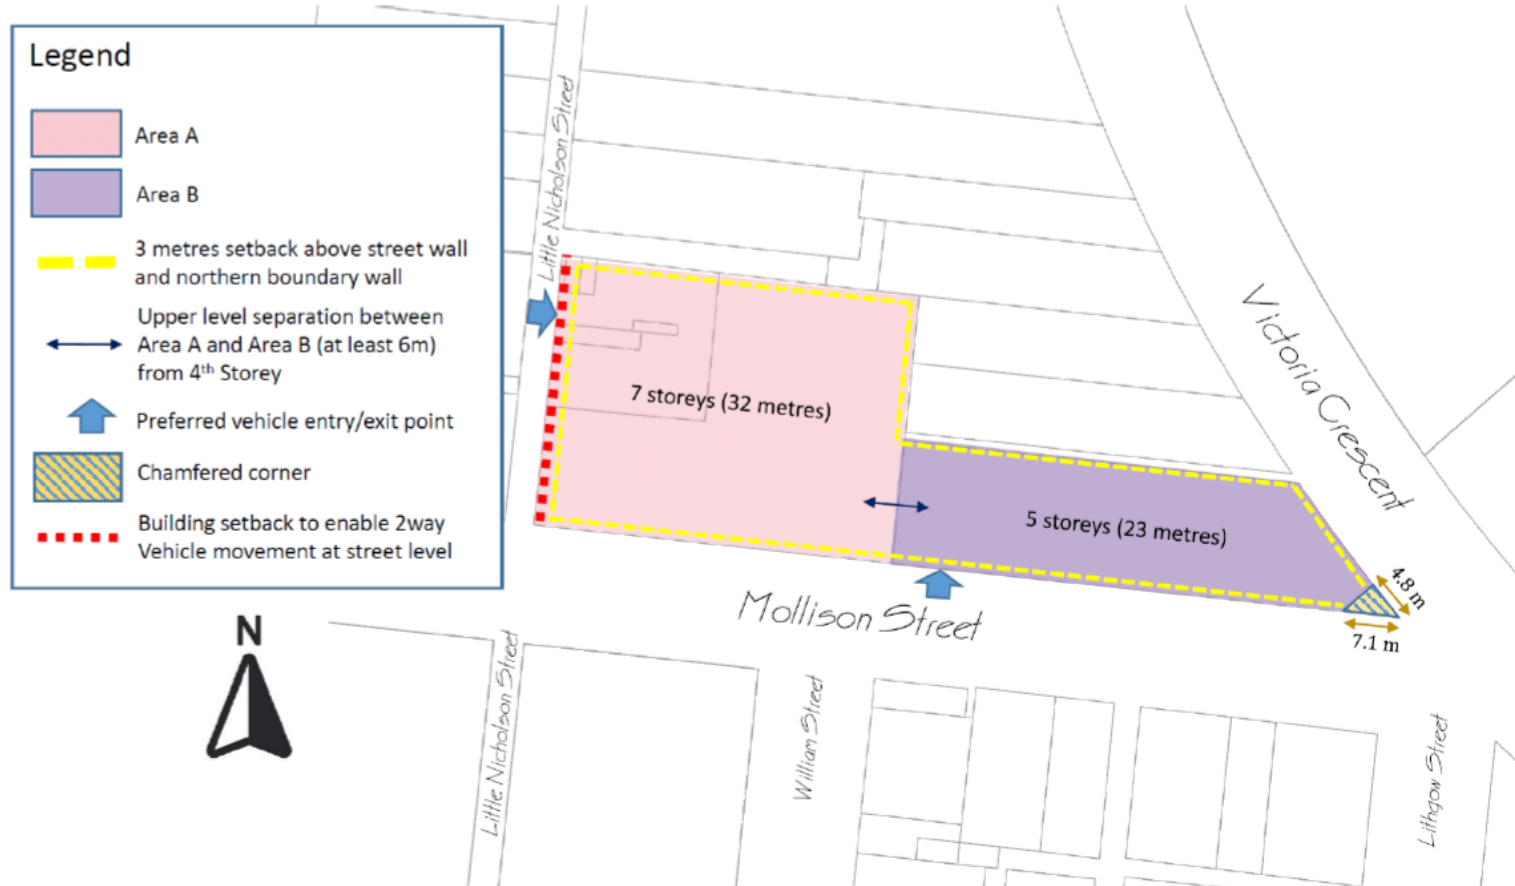 Legend
Area A
Area B
3 metres setback above street wall
and northern boundary wall
Upper level separation between
Area A and Area B (at least 6m)
from 4th Storey
Preferred vehicle entry/exit point
Chamfered corner
Building setback to enable 2way
Vehicle movement at street level
N
Little Nicholson Street
Victoria Crescent
7 storeys (32 metres)
5 storeys (23 metres)
4.8 m
7.1 m
Mollison Street
Little Nicholson Street
William Street
Lithgow Street